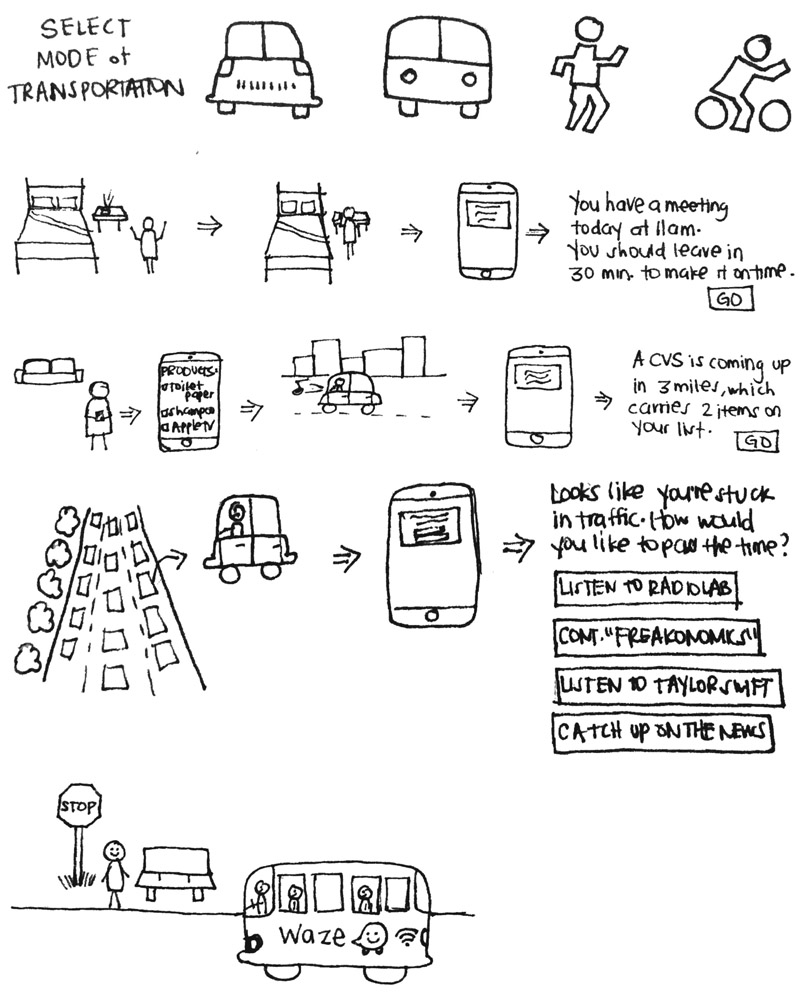 SELECT
MODE of
TRANSPORTATION
You have a meeting
today at 11am.
You should leave in
30 min. to make it on time.
GO
PRODUCTS:
toilet
paper
shampoo
AppleTV
A CVS is coming up
in 3 miles, which
carries 2 items on
your list.
GO
Looks like you're stuck
in traffic. How would
you like to pass the time?
LISTEN TO RADIOLAB
CONT. "FREAKONOMICS"
LISTEN TO TAYLOR SWIFT
CATCH UP ON THE NEWS
STOP
Waze